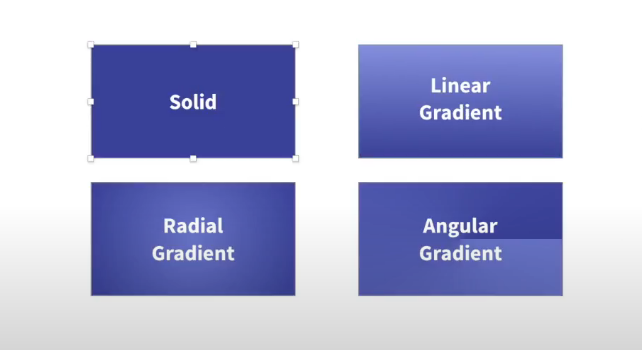 Solid
Linear
Gradient
Radial
Gradient
Angular
Gradient